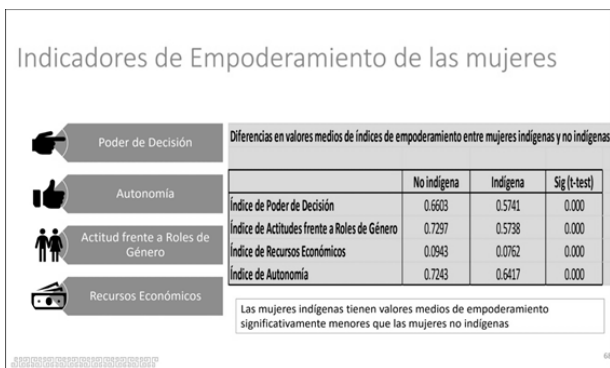 Indicadores de Empoderamiento de las mujeres
Poder de Decisión
Autonomía
Actitud frente a Roles de
Género
Recursos Económicos
Diferencias en valores medios de índices de empoderamiento entre mujeres indígenas y no indígenas
No indígena Indígena Sig (t-test)
Índice de Poder de Decisión 0.6603 0.5741 0.000
Índice de Actitudes frente a Roles de Género 0.7297 0.5738 0.000
Índice de Recursos Económicos 0.0943 0.0762 0.000
Índice de Autonomía 0.7243 0.6417 0.000
Las mujeres indígenas tienen valores medios de empoderamiento
significativamente menores que las mujeres no indígenas